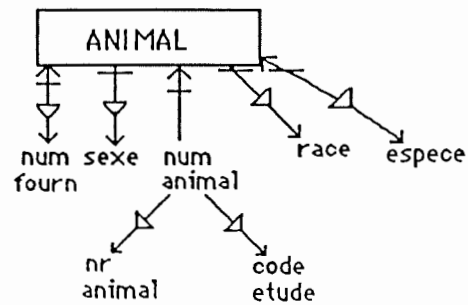 ANIMAL
num fourn
sexe
num animal
race
espece
nr animal
code etude